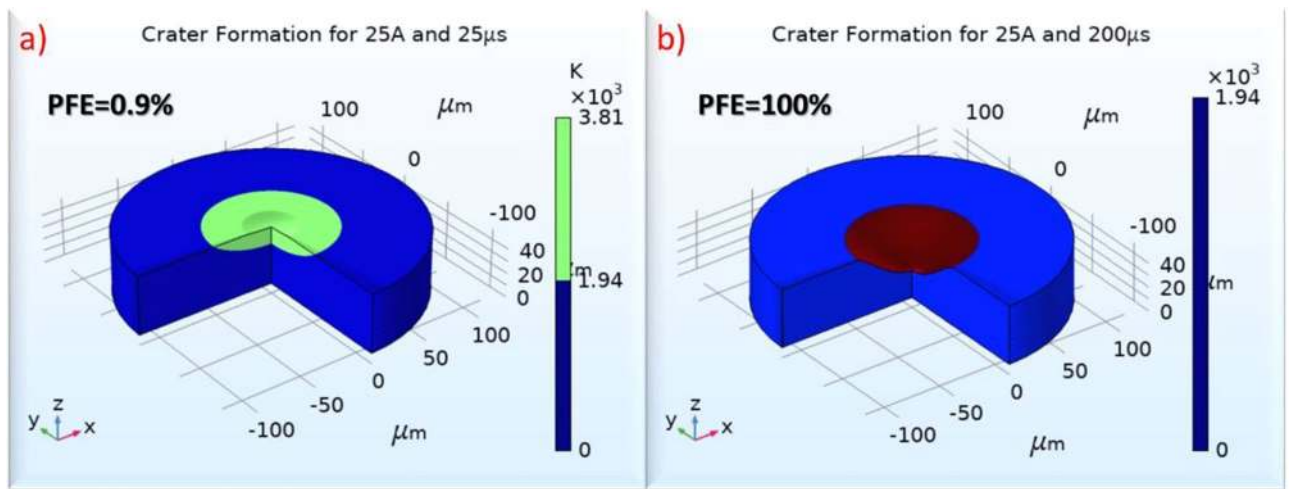 a)
Crater Formation for 25A and 25μs
PFE=0.9%
K
×10³
3.81
1.94
0
100
μm
0
-100
40
20
0
100
50
0
-50
-100
μm
y z x
b)
Crater Formation for 25A and 200μs
PFE=100%
×10³
1.94
0
100
μm
0
-100
40
20
μm
0
100
50
0
-50
-100
μm
y z x